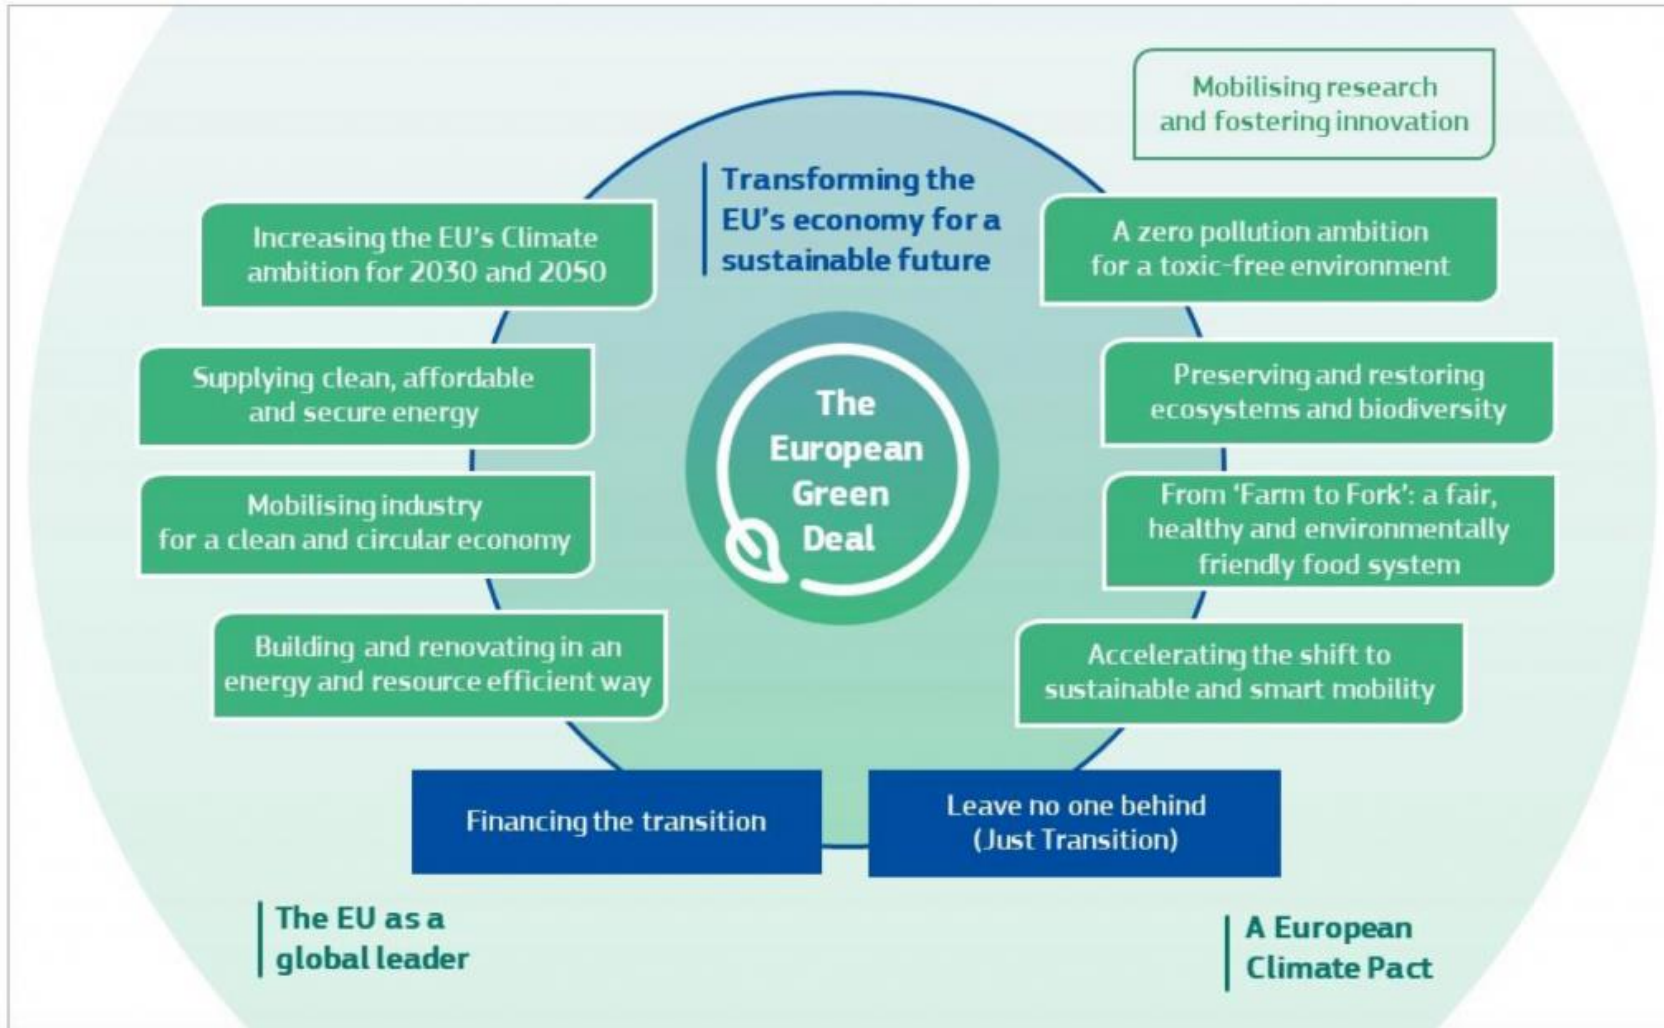 Mobilising research
and fostering innovation
Transforming the
EU's economy for a
sustainable future
Increasing the EU's Climate
ambition for 2030 and 2050
A zero pollution ambition
for a toxic-free environment
Supplying clean, affordable
and secure energy
Preserving and restoring
ecosystems and biodiversity
The
European
Green
Deal
Mobilising industry
for a clean and circular economy
From ‘Farm to Fork’: a fair,
healthy and environmentally
friendly food system
Building and renovating in an
energy and resource efficient way
Accelerating the shift to
sustainable and smart mobility
Financing the transition
Leave no one behind
(Just Transition)
The EU as a
global leader
A European
Climate Pact